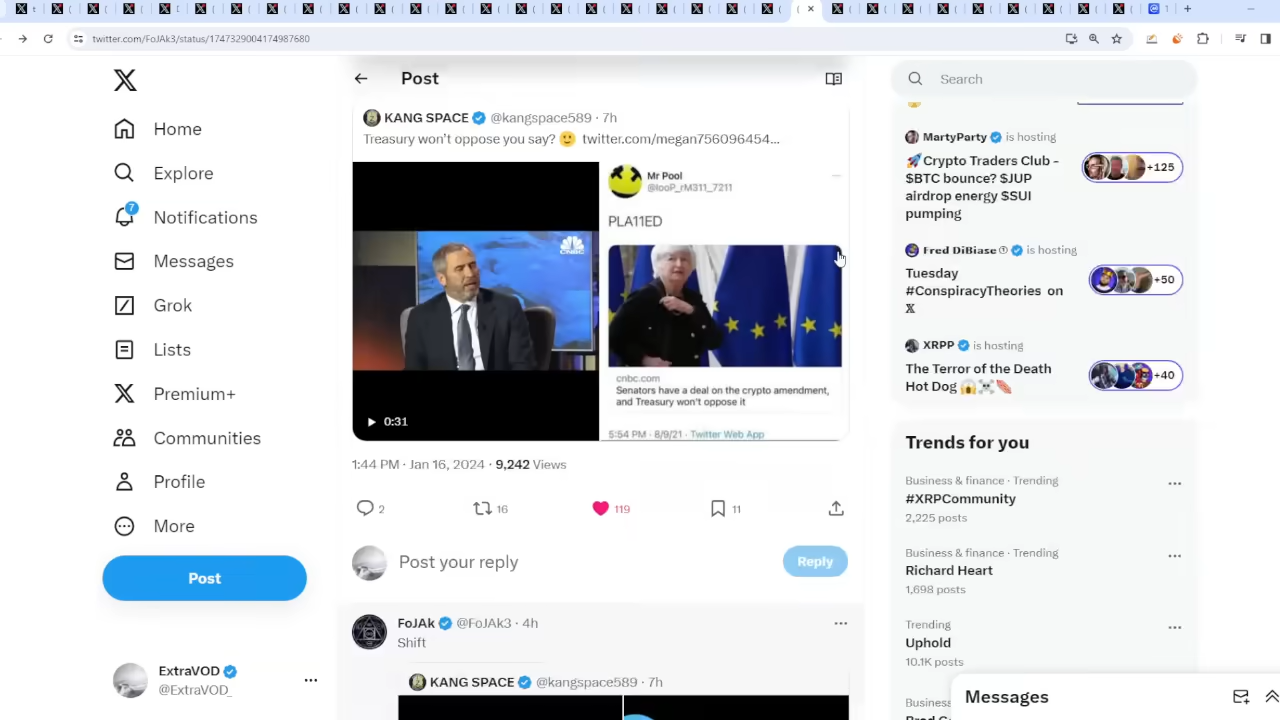 twitter.com/FoJAk3/status/1747329004174987680
Home
Explore
7
Notifications
Messages
Grok
Lists
Premium+
Communities
Profile
More
Post
ExtraVOD
@ExtraVOD_
Post
KANG SPACE @kangspace589 · 7h
Treasury won’t oppose you say? 🙂 twitter.com/megan756096454…
CNBC
0:31
Mr Pool
@looP_rM311_7211
PLA11ED
cnbc.com
Senators have a deal on the crypto amendment,
and Treasury won't oppose it
5:54 PM · 8/9/21 · Twitter Web App
1:44 PM · Jan 16, 2024 · 9,242 Views
2
16
119
11
Post your reply
Reply
FoJAk @FoJAk3 · 4h
Shift
KANG SPACE @kangspace589 · 7h
Search
MartyParty is hosting
🚀Crypto Traders Club -
$BTC bounce? $JUP
airdrop energy $SUI
pumping
+125
Fred DiBiase is hosting
Tuesday
#ConspiracyTheories on
𝕏
+50
XRPP is hosting
The Terror of the Death
Hot Dog 😱☠️🌭
+40
Trends for you
Business & finance · Trending
#XRPCommunity
2,225 posts
Business & finance · Trending
Richard Heart
1,698 posts
Trending
Uphold
10.1K posts
Messages